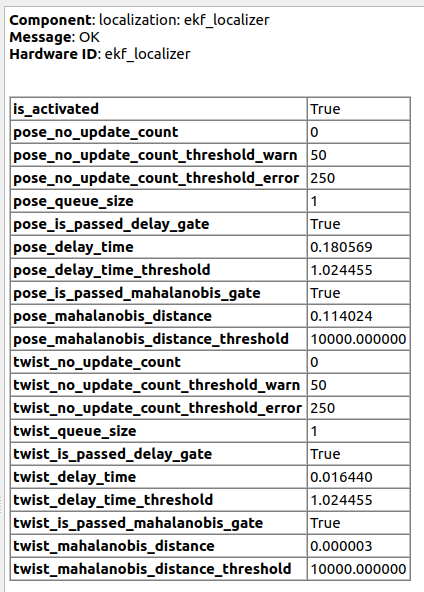 Component: localization: ekf_localizer
Message: OK
Hardware ID: ekf_localizer
is_activated True
pose_no_update_count 0
pose_no_update_count_threshold_warn 50
pose_no_update_count_threshold_error 250
pose_queue_size 1
pose_is_passed_delay_gate True
pose_delay_time 0.180569
pose_delay_time_threshold 1.024455
pose_is_passed_mahalanobis_gate True
pose_mahalanobis_distance 0.114024
pose_mahalanobis_distance_threshold 10000.000000
twist_no_update_count 0
twist_no_update_count_threshold_warn 50
twist_no_update_count_threshold_error 250
twist_queue_size 1
twist_is_passed_delay_gate True
twist_delay_time 0.016440
twist_delay_time_threshold 1.024455
twist_is_passed_mahalanobis_gate True
twist_mahalanobis_distance 0.000003
twist_mahalanobis_distance_threshold 10000.000000